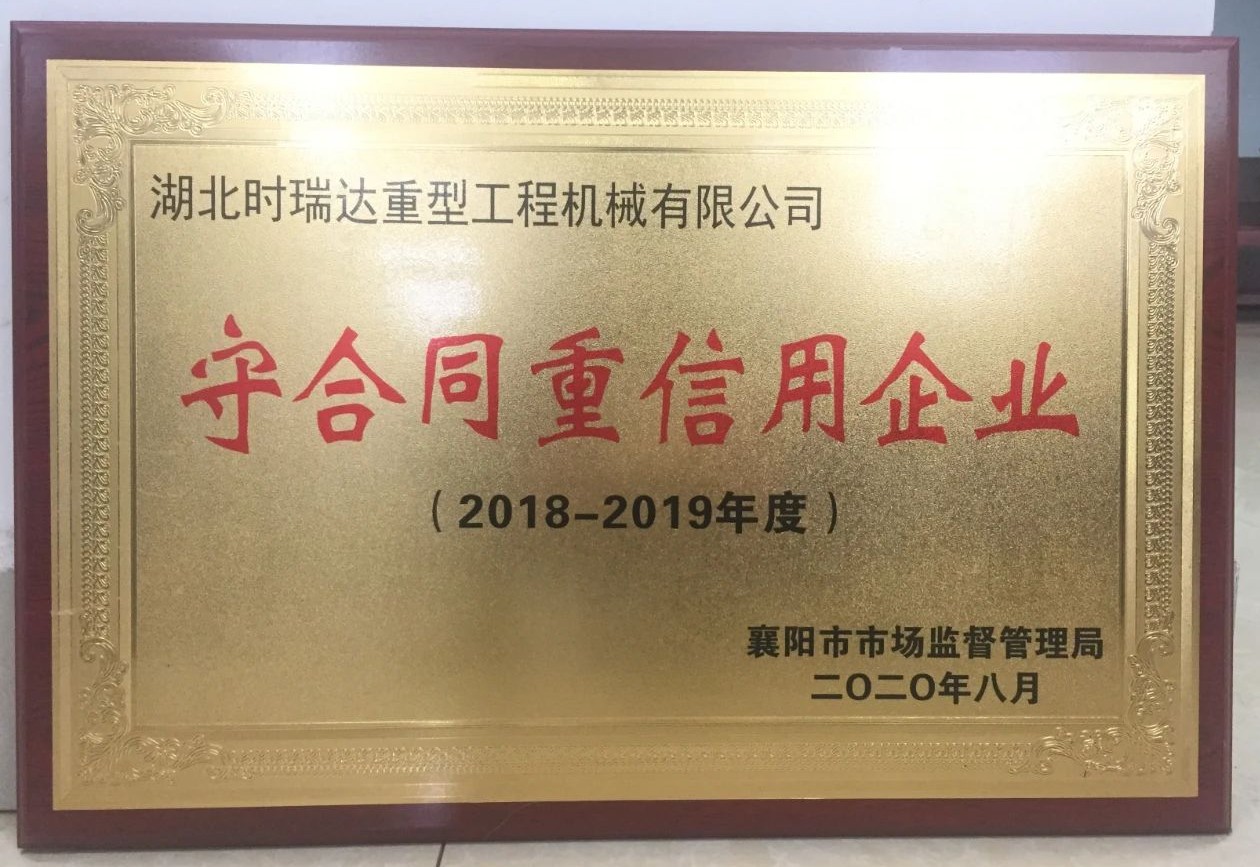 湖北时瑞达重型工程机械有限公司
守合同重信用企业
（2018-2019年度）
襄阳市市场监督管理局
二〇二〇年八月